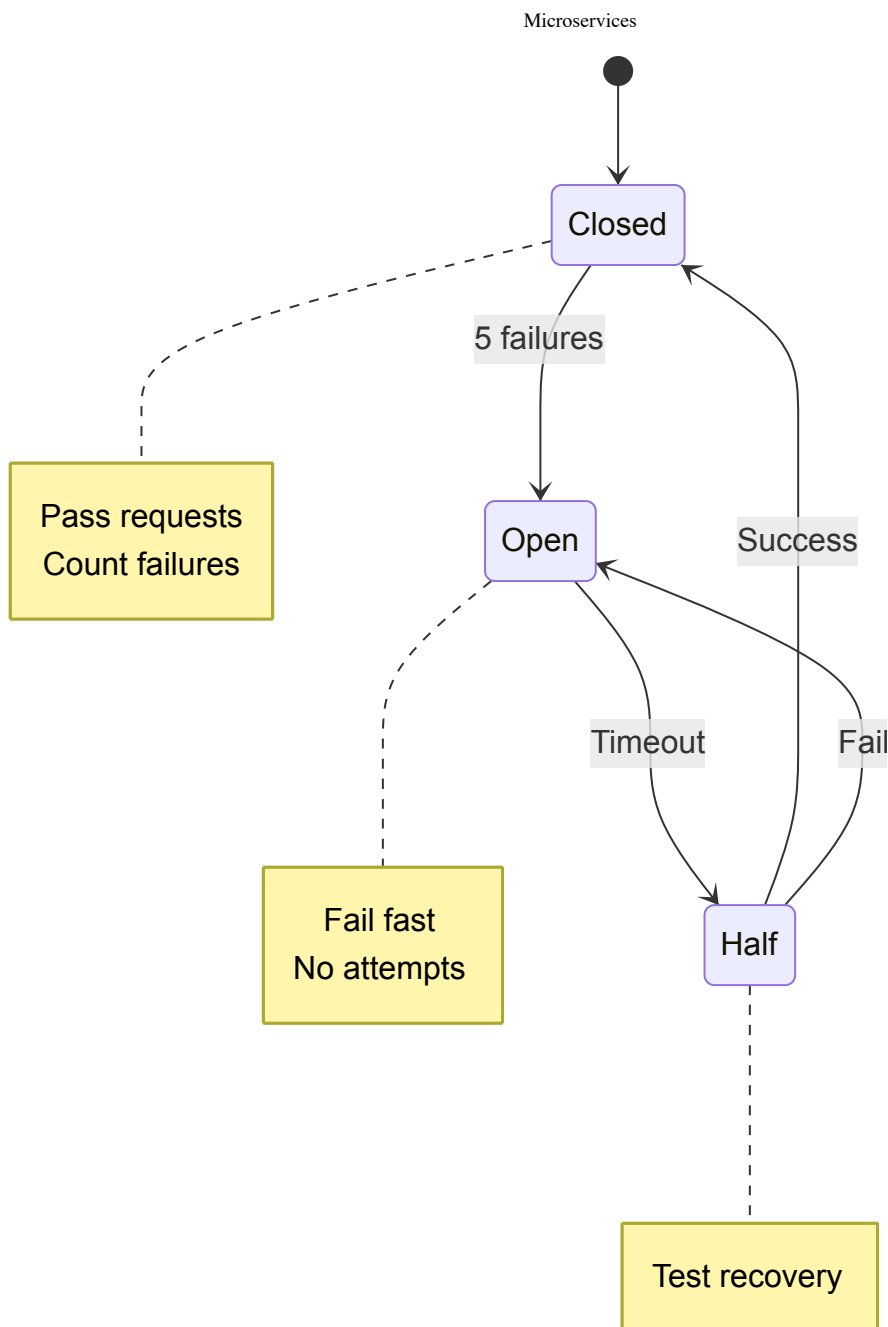 Microservices
Closed
5 failures
Pass requests
Count failures
Open
Success
Timeout
Fail
Fail fast
No attempts
Half
Test recovery